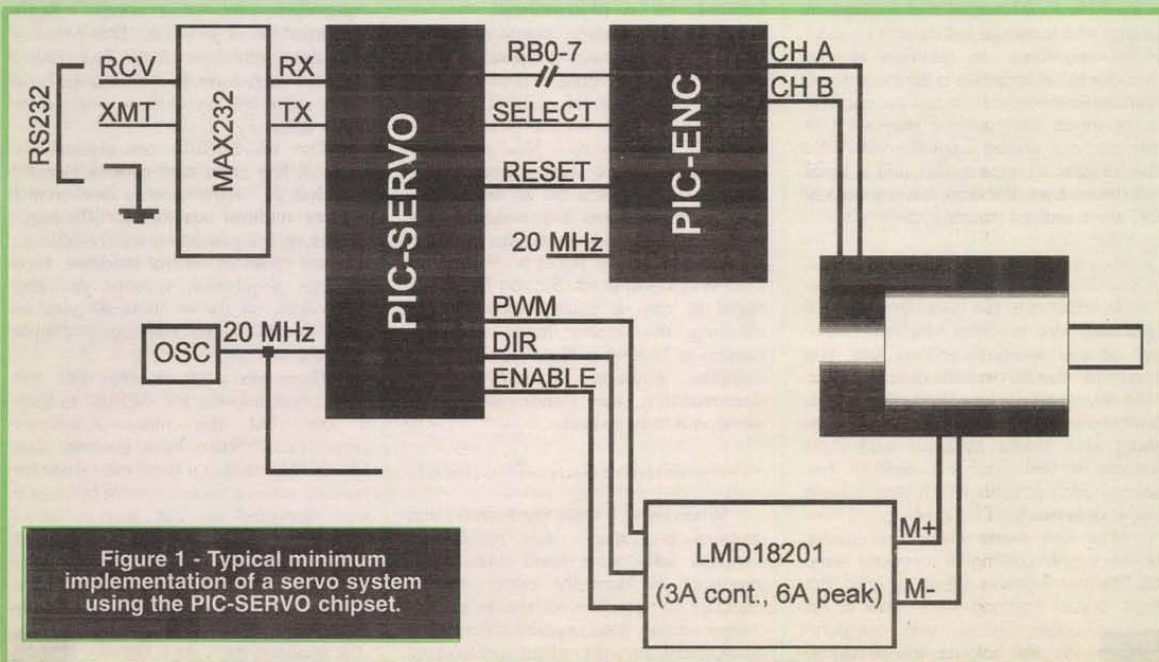 RS232
RCV
XMT
MAX232
RX
TX
PIC-SERVO
RB0-7
SELECT
RESET
20 MHz
PIC-ENC
CH A
CH B
OSC
20 MHz
PWM
DIR
ENABLE
LMD18201
(3A cont., 6A peak)
M+
M-
Figure 1 - Typical minimum
implementation of a servo system
using the PIC-SERVO chipset.